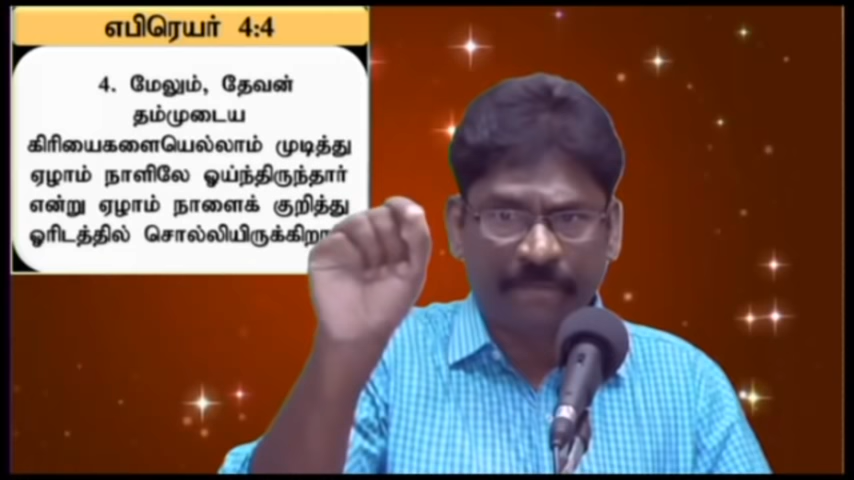 எபிரெயர் 4:4
4. மேலும், தேவன்
தம்முடைய
கிரியைகளையெல்லாம் முடித்து
ஏழாம் நாளிலே ஓய்ந்திருந்தார்
என்று ஏழாம் நாளைக் குறித்து
ஓரிடத்தில்